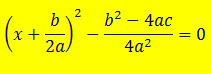 (x + b/2a)² − b² − 4ac/4a² = 0